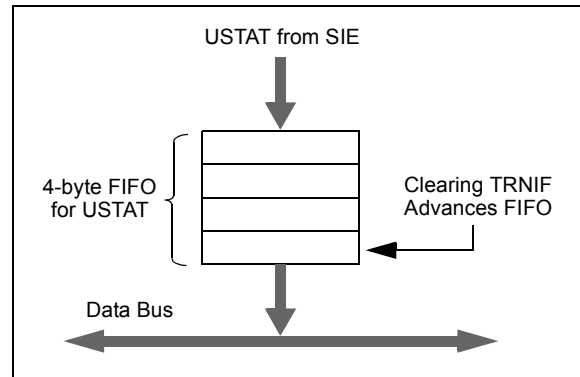 USTAT from SIE
4-byte FIFO
for USTAT
Clearing TRNIF
Advances FIFO
Data Bus